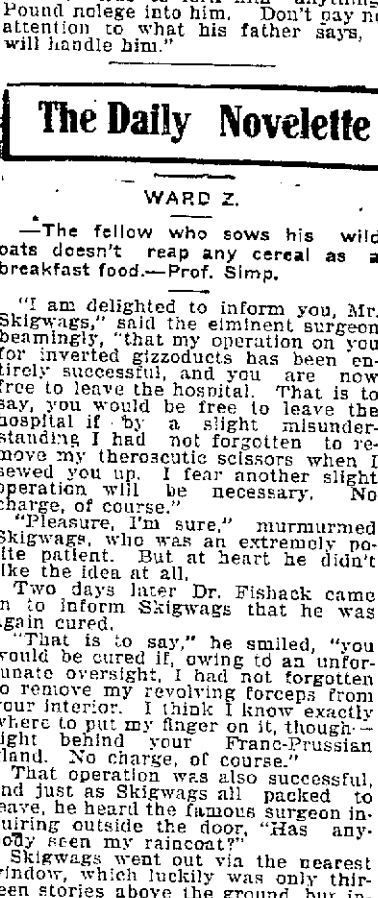 Pound nolege into him. Don't pay no
attention to what his father says,
will handle him."
The Daily Novelette
WARD Z.
—The fellow who sows his wild
oats doesn't reap any cereal as a
breakfast food.—Prof. Simp.
"I am delighted to inform you, Mr.
Skigwags," said the eiminent surgeon
beamingly, "that my operation on you
for inverted gizzoducts has been en-
tirely successful, and you are now
free to leave the hospital. That is to
say, you would be free to leave the
hospital if by a slight misunder-
standing I had not forgotten to re-
move my theroscutic scissors when I
sewed you up. I fear another slight
operation will be necessary. No
charge, of course."
"Pleasure, I'm sure," murmurmed
Skigwags, who was an extremely po-
lite patient. But at heart he didn't
like the idea at all.
Two days later Dr. Fishack came
in to inform Skigwags that he was
again cured.
"That is to say," he smiled, "you
would be cured if, owing to an unfor-
tunate oversight, I had not forgotten
to remove my revolving forceps from
your interior. I think I know exactly
where to put my finger on it, though—
right behind your Franc-Prussian
gland. No charge, of course."
That operation was also successful,
and just as Skigwags all packed to
leave, he heard the famous surgeon in-
quiring outside the door, "Has any-
body seen my raincoat?"
Skigwags went out via the nearest
window, which luckily was only thir-
teen stories above the ground, but in-